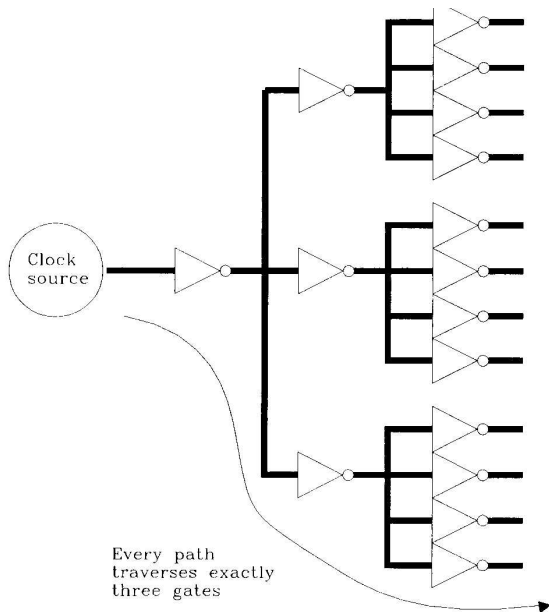 Clock
source
Every path
traverses exactly
three gates